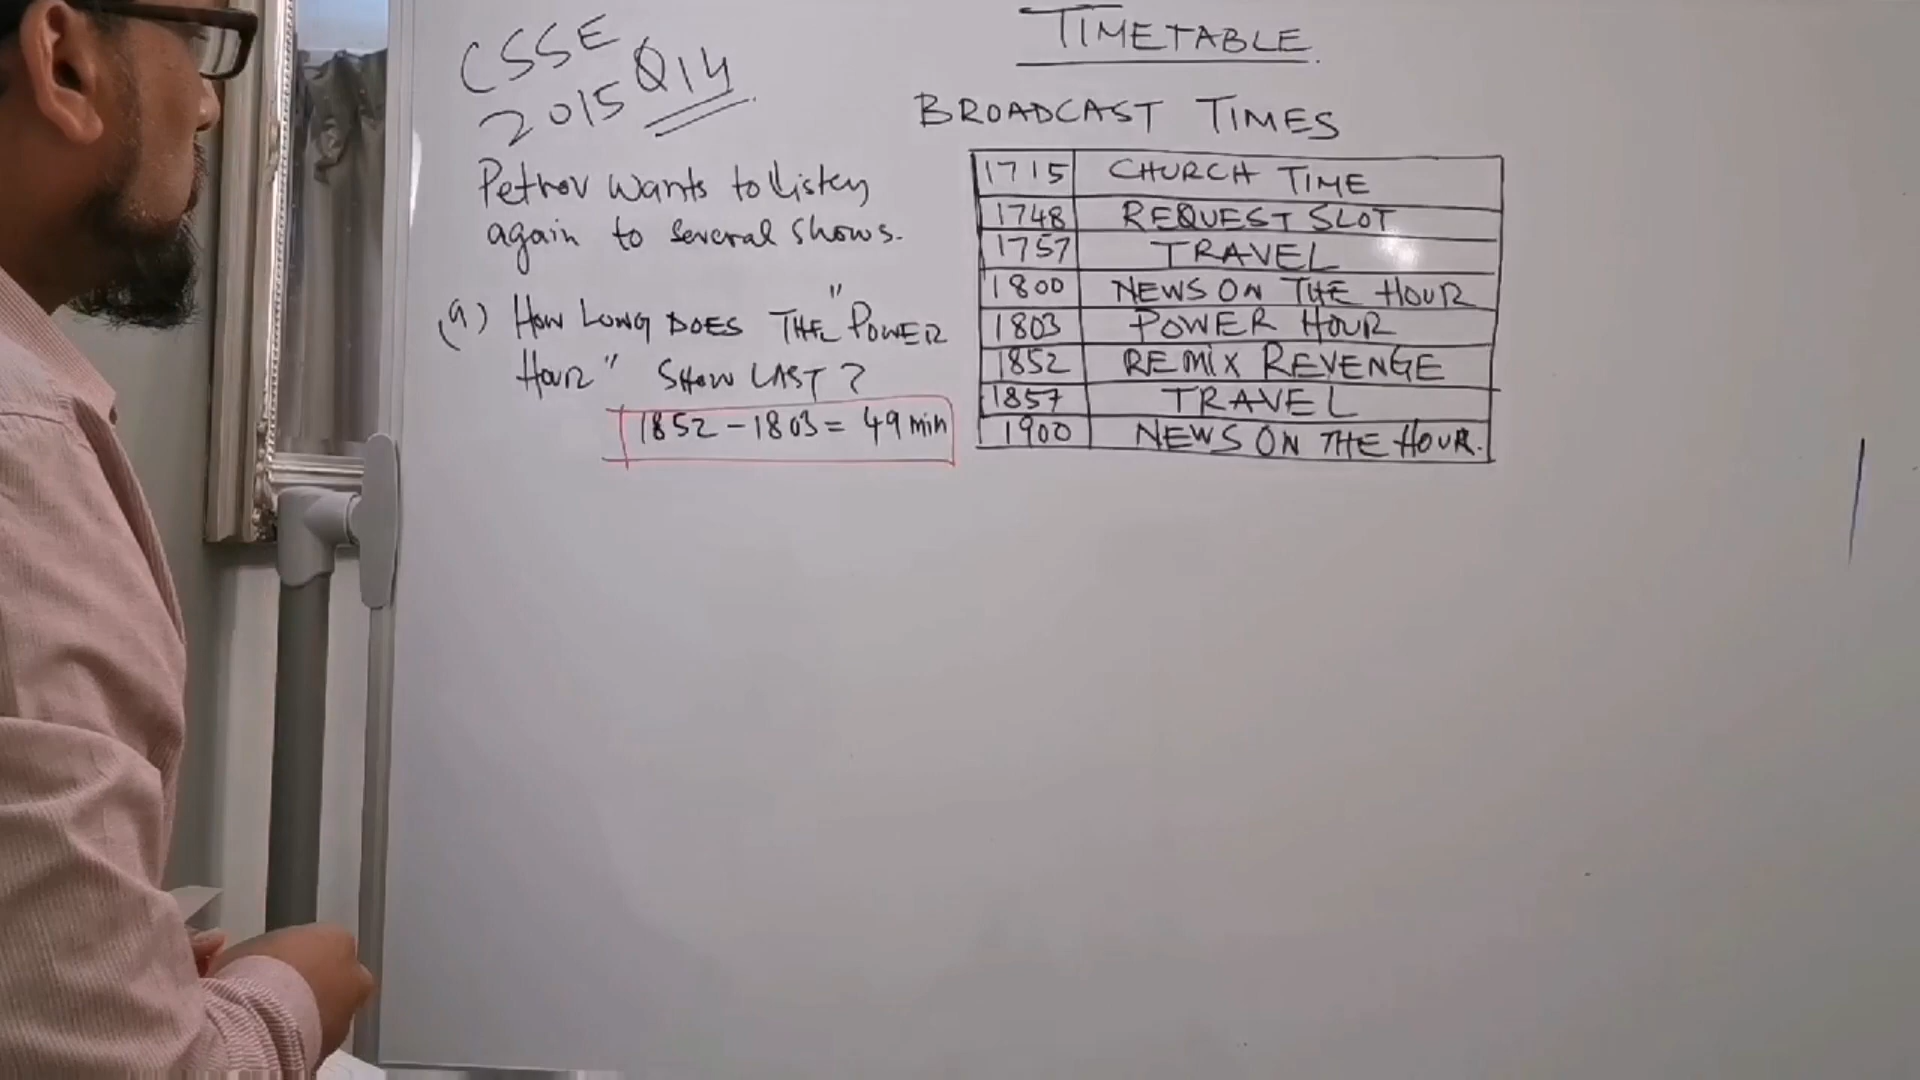 CSSE
2015 Q14
Petrov wants to listen
again to several shows.
(a) HOW LONG DOES THE "POWER
HOUR" SHOW LAST?
1852 - 1803 = 49 min
TIMETABLE.
BROADCAST TIMES
1715 CHURCH TIME
1748 REQUEST SLOT
1757 TRAVEL
1800 NEWS ON THE HOUR
1803 POWER HOUR
1852 REMIX REVENGE
1857 TRAVEL
1900 NEWS ON THE HOUR.